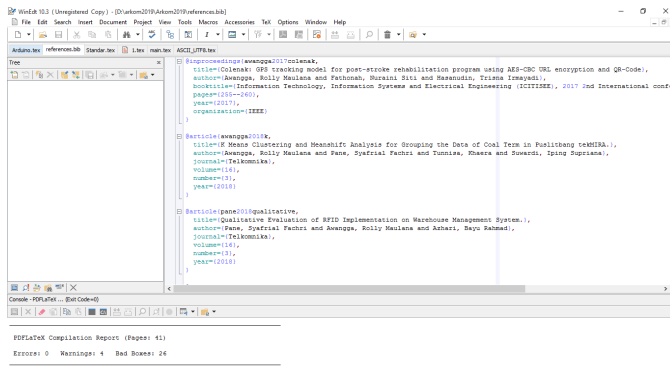 WinEdt 10.3 ( Unregistered Copy ) - [D:\arkom2019\Arkom2019\references.bib]
File Edit Search Insert Document Project View Tools Macros Accessories TeX Options Window Help
Arduino.tex references.bib Standar.tex 1.tex main.tex ASCII_UTF8.tex
Tree
@inproceedings{awangga2017colenak,
title={Colenak: GPS tracking model for post-stroke rehabilitation program using AES-CBC URL enryption and QR-Code},
author={Awangga, Rolly Maulana and Fathonah, Nuraini Siti and Hasanudin, Trisna Irmayadi},
booktitle={Information Technology, Information Systems and Electrical Engineering (ICITISEE), 2017 2nd International conf
pages={255--260},
year={2017},
organization={IEEE}
}
@article{awangga2018k,
title={K Means Clustering and Meanshift Analysis for Grouping the Data of Coal Term in Puslitbang tekMIRA.},
author={Awangga, Rolly Maulana and Pane, Syafrial Fachri and Tunnisa, Khaera and Suwardi, Iping Supriana},
journal={Telkomnika},
volume={16},
number={3},
year={2018}
}
@article{pane2018qualitative,
title={Qualitative Evaluation of RFID Implementation on Warehouse Management System.},
author={Pane, Syafrial Fachri and Awangga, Rolly Maulana and Azhari, Bayu Rahmad},
journal={Telkomnika},
volume={16},
number={3},
year={2018}
}
Console - PDFLaTeX ... (Exit Code=0)
PDFLaTeX Compilation Report (Pages: 41)
Errors: 0 Warnings: 4 Bad Boxes: 26